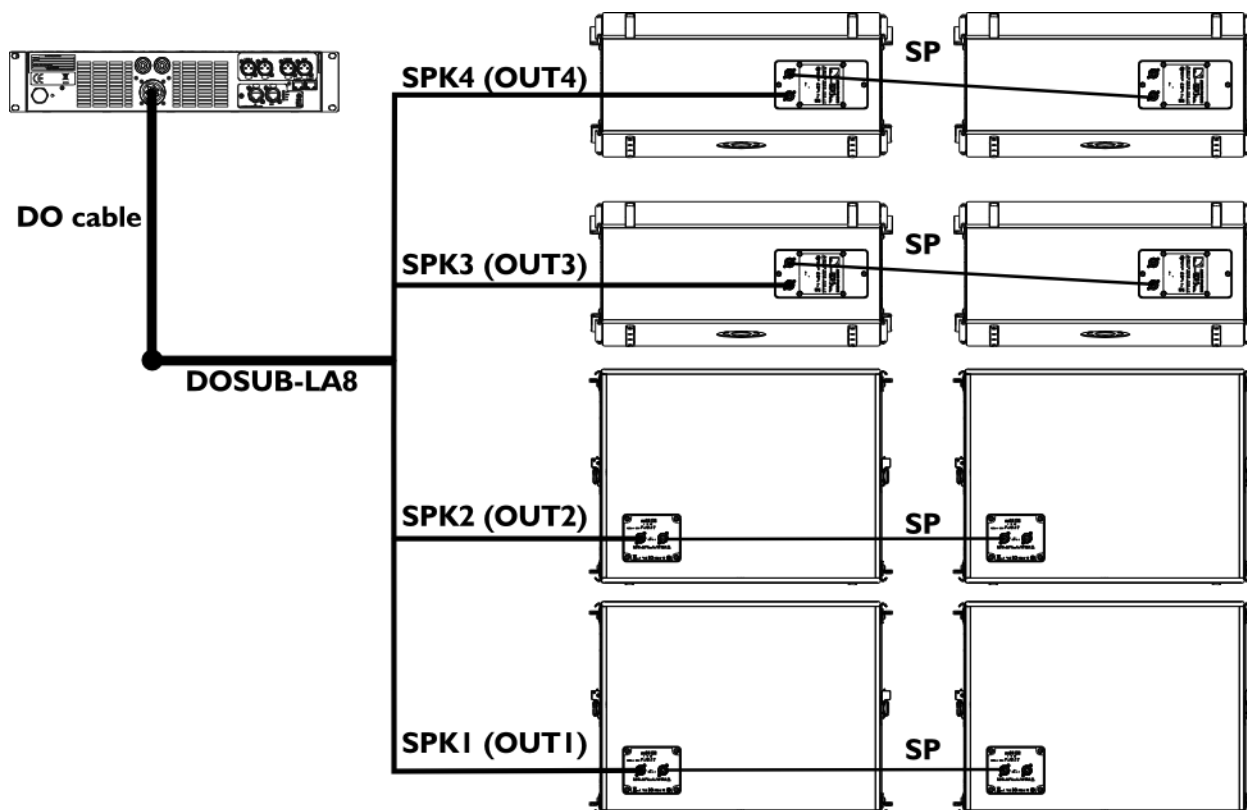 SP
SPK4 (OUT4)
DO cable
SP
SPK3 (OUT3)
DOSUB-LA8
SPK2 (OUT2)
SP
SPK1 (OUT1)
SP